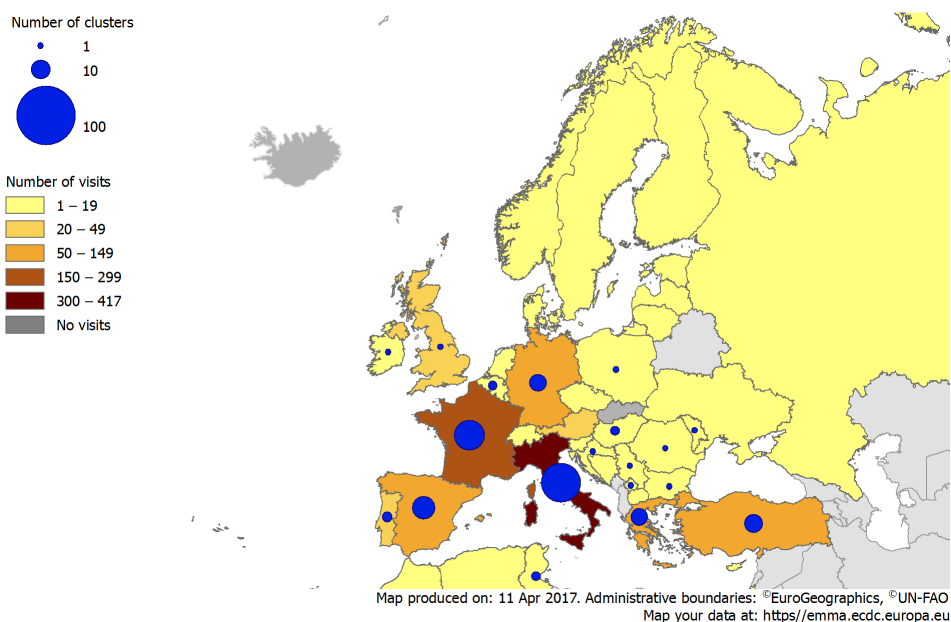 Number of clusters
1
10
100
Number of visits
1 – 19
20 – 49
50 – 149
150 – 299
300 – 417
No visits
Map produced on: 11 Apr 2017. Administrative boundaries: ©EuroGeographics, ©UN-FAO
Map your data at: https//emma.ecdc.europa.eu